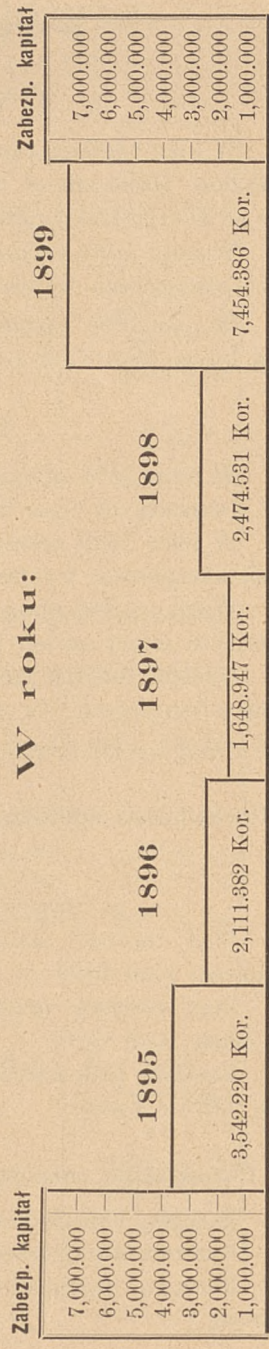 W roku:
Zabezp. kapitał
7,000.000
6,000.000
5,000.000
4,000.000
3,000.000
2,000.000
1,000.000
1895
3,542.220 Kor.
1896
2,111.382 Kor.
1897
1,648.947 Kor.
1898
2,474.531 Kor.
1899
7,454.386 Kor.
Zabezp. kapitał
7,000.000
6,000.000
5,000.000
4,000.000
3,000.000
2,000.000
1,000.000